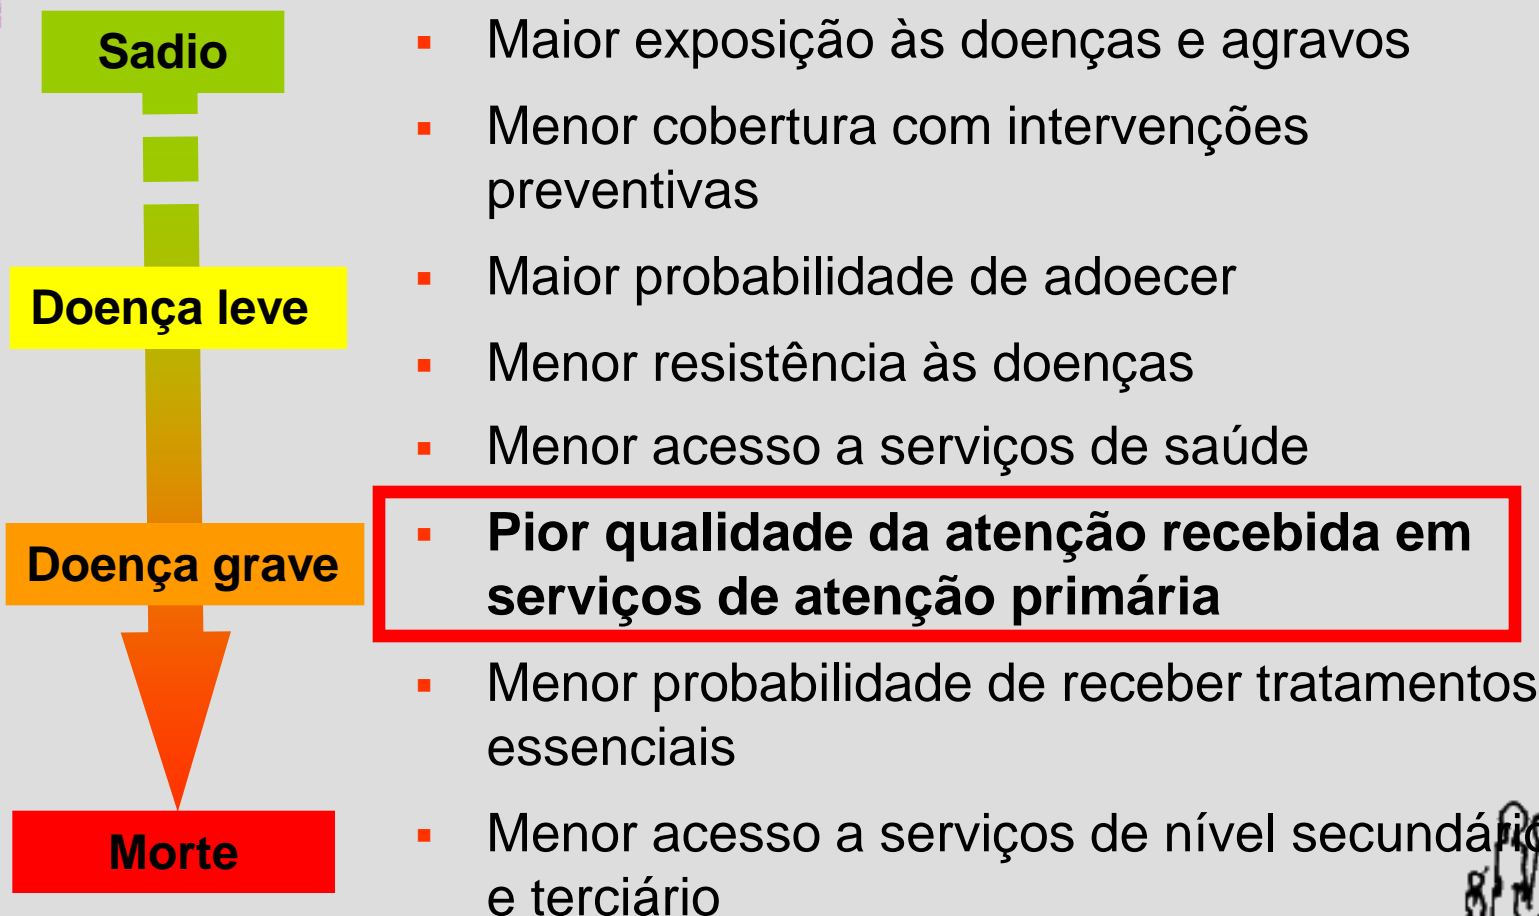 Sadio
Doença leve
Doença grave
Morte
▪ Maior exposição às doenças e agravos
▪ Menor cobertura com intervenções
preventivas
▪ Maior probabilidade de adoecer
▪ Menor resistência às doenças
▪ Menor acesso a serviços de saúde
▪ Pior qualidade da atenção recebida em
serviços de atenção primária
▪ Menor probabilidade de receber tratamentos
essenciais
▪ Menor acesso a serviços de nível secundário
e terciário